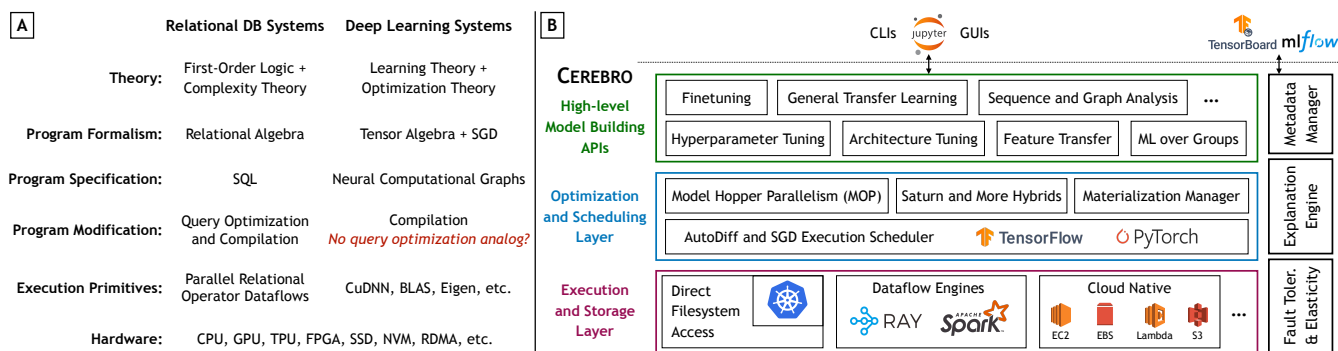 A
Relational DB Systems
Deep Learning Systems
Theory:
First-Order Logic +
Complexity Theory
Learning Theory +
Optimization Theory
Program Formalism:
Relational Algebra
Tensor Algebra + SGD
Program Specification:
SQL
Neural Computational Graphs
Program Modification:
Query Optimization
and Compilation
Compilation
No query optimization analog?
Execution Primitives:
Parallel Relational
Operator Dataflows
CuDNN, BLAS, Eigen, etc.
Hardware:
CPU, GPU, TPU, FPGA, SSD, NVM, RDMA, etc.
B
CLIs
jupyter
GUIs
TensorBoard
mlflow
CEREBRO
High-level
Model Building
APIs
Finetuning
General Transfer Learning
Sequence and Graph Analysis
...
Hyperparameter Tuning
Architecture Tuning
Feature Transfer
ML over Groups
Metadata
Manager
Optimization
and Scheduling
Layer
Model Hopper Parallelism (MOP)
Saturn and More Hybrids
Materialization Manager
AutoDiff and SGD Execution Scheduler
TensorFlow
PyTorch
Explanation
Engine
Execution
and Storage
Layer
Direct
Filesystem
Access
Dataflow Engines
RAY
APACHE
Spark
Cloud Native
EC2
EBS
Lambda
S3
...
Fault Toler.
& Elasticity